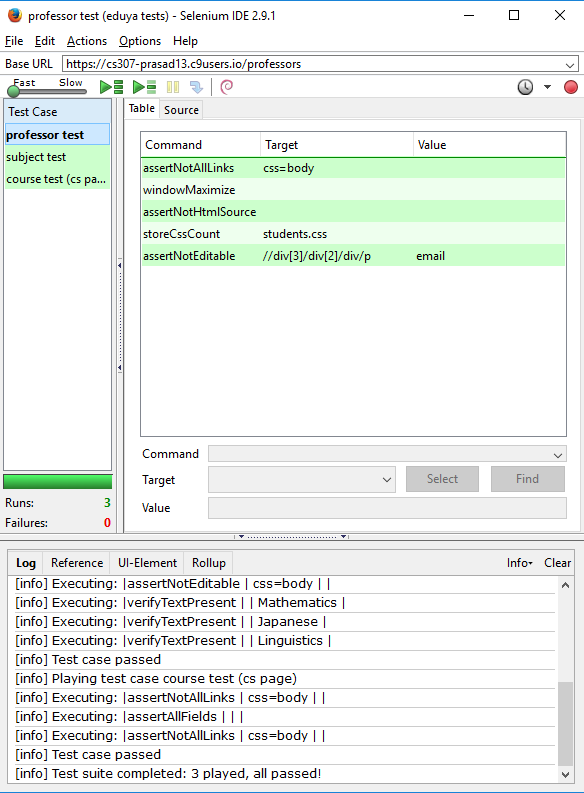 professor test (eduya tests) - Selenium IDE 2.9.1
File Edit Actions Options Help
Base URL https://cs307-prasad13.c9users.io/professors
Fast Slow
Test Case
professor test
subject test
course test (cs pa...
Runs: 3
Failures: 0
Table Source
Command Target Value
assertNotAllLinks css=body
windowMaximize
assertNotHtmlSource
storeCssCount students.css
assertNotEditable //div[3]/div[2]/div/p email
Command
Target Select Find
Value
Log Reference UI-Element Rollup Info Clear
[info] Executing: |assertNotEditable | css=body | |
[info] Executing: |verifyTextPresent | | Mathematics |
[info] Executing: |verifyTextPresent | | Japanese |
[info] Executing: |verifyTextPresent | | Linguistics |
[info] Test case passed
[info] Playing test case course test (cs page)
[info] Executing: |assertNotAllLinks | css=body | |
[info] Executing: |assertAllFields | | |
[info] Executing: |assertNotAllLinks | css=body | |
[info] Test case passed
[info] Test suite completed: 3 played, all passed!